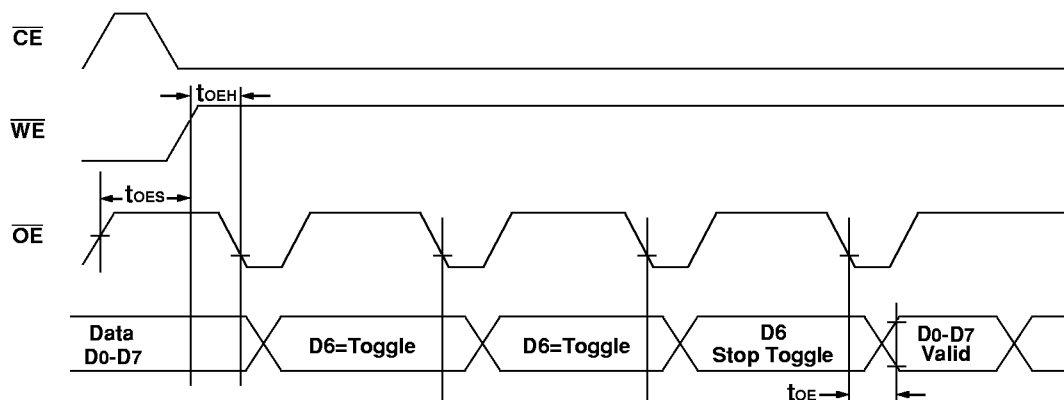 CE
tOEH
WE
tOES
OE
Data
D0-D7
D6=Toggle
D6=Toggle
D6
Stop Toggle
D0-D7
Valid
tOE